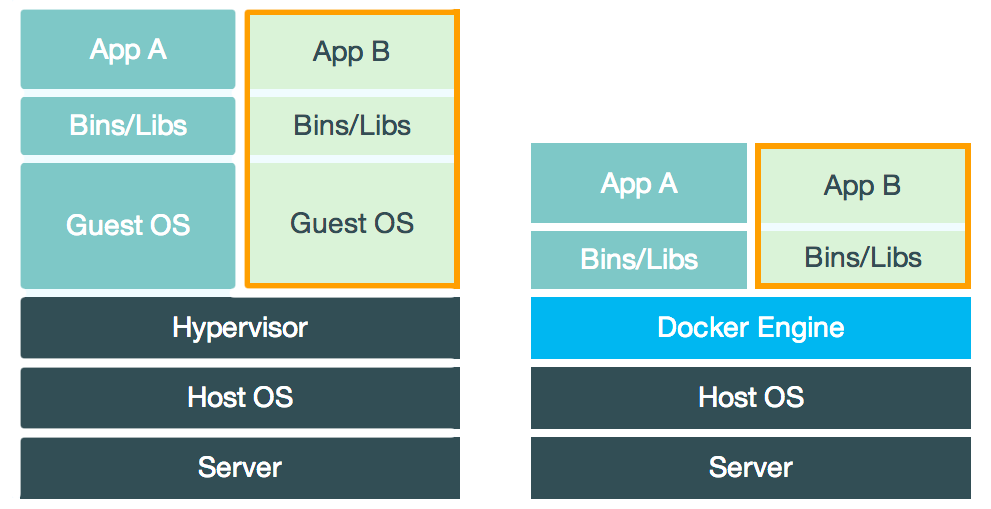 App A
App B
Bins/Libs
Bins/Libs
Guest OS
Guest OS
Hypervisor
Host OS
Server
App A
App B
Bins/Libs
Bins/Libs
Docker Engine
Host OS
Server